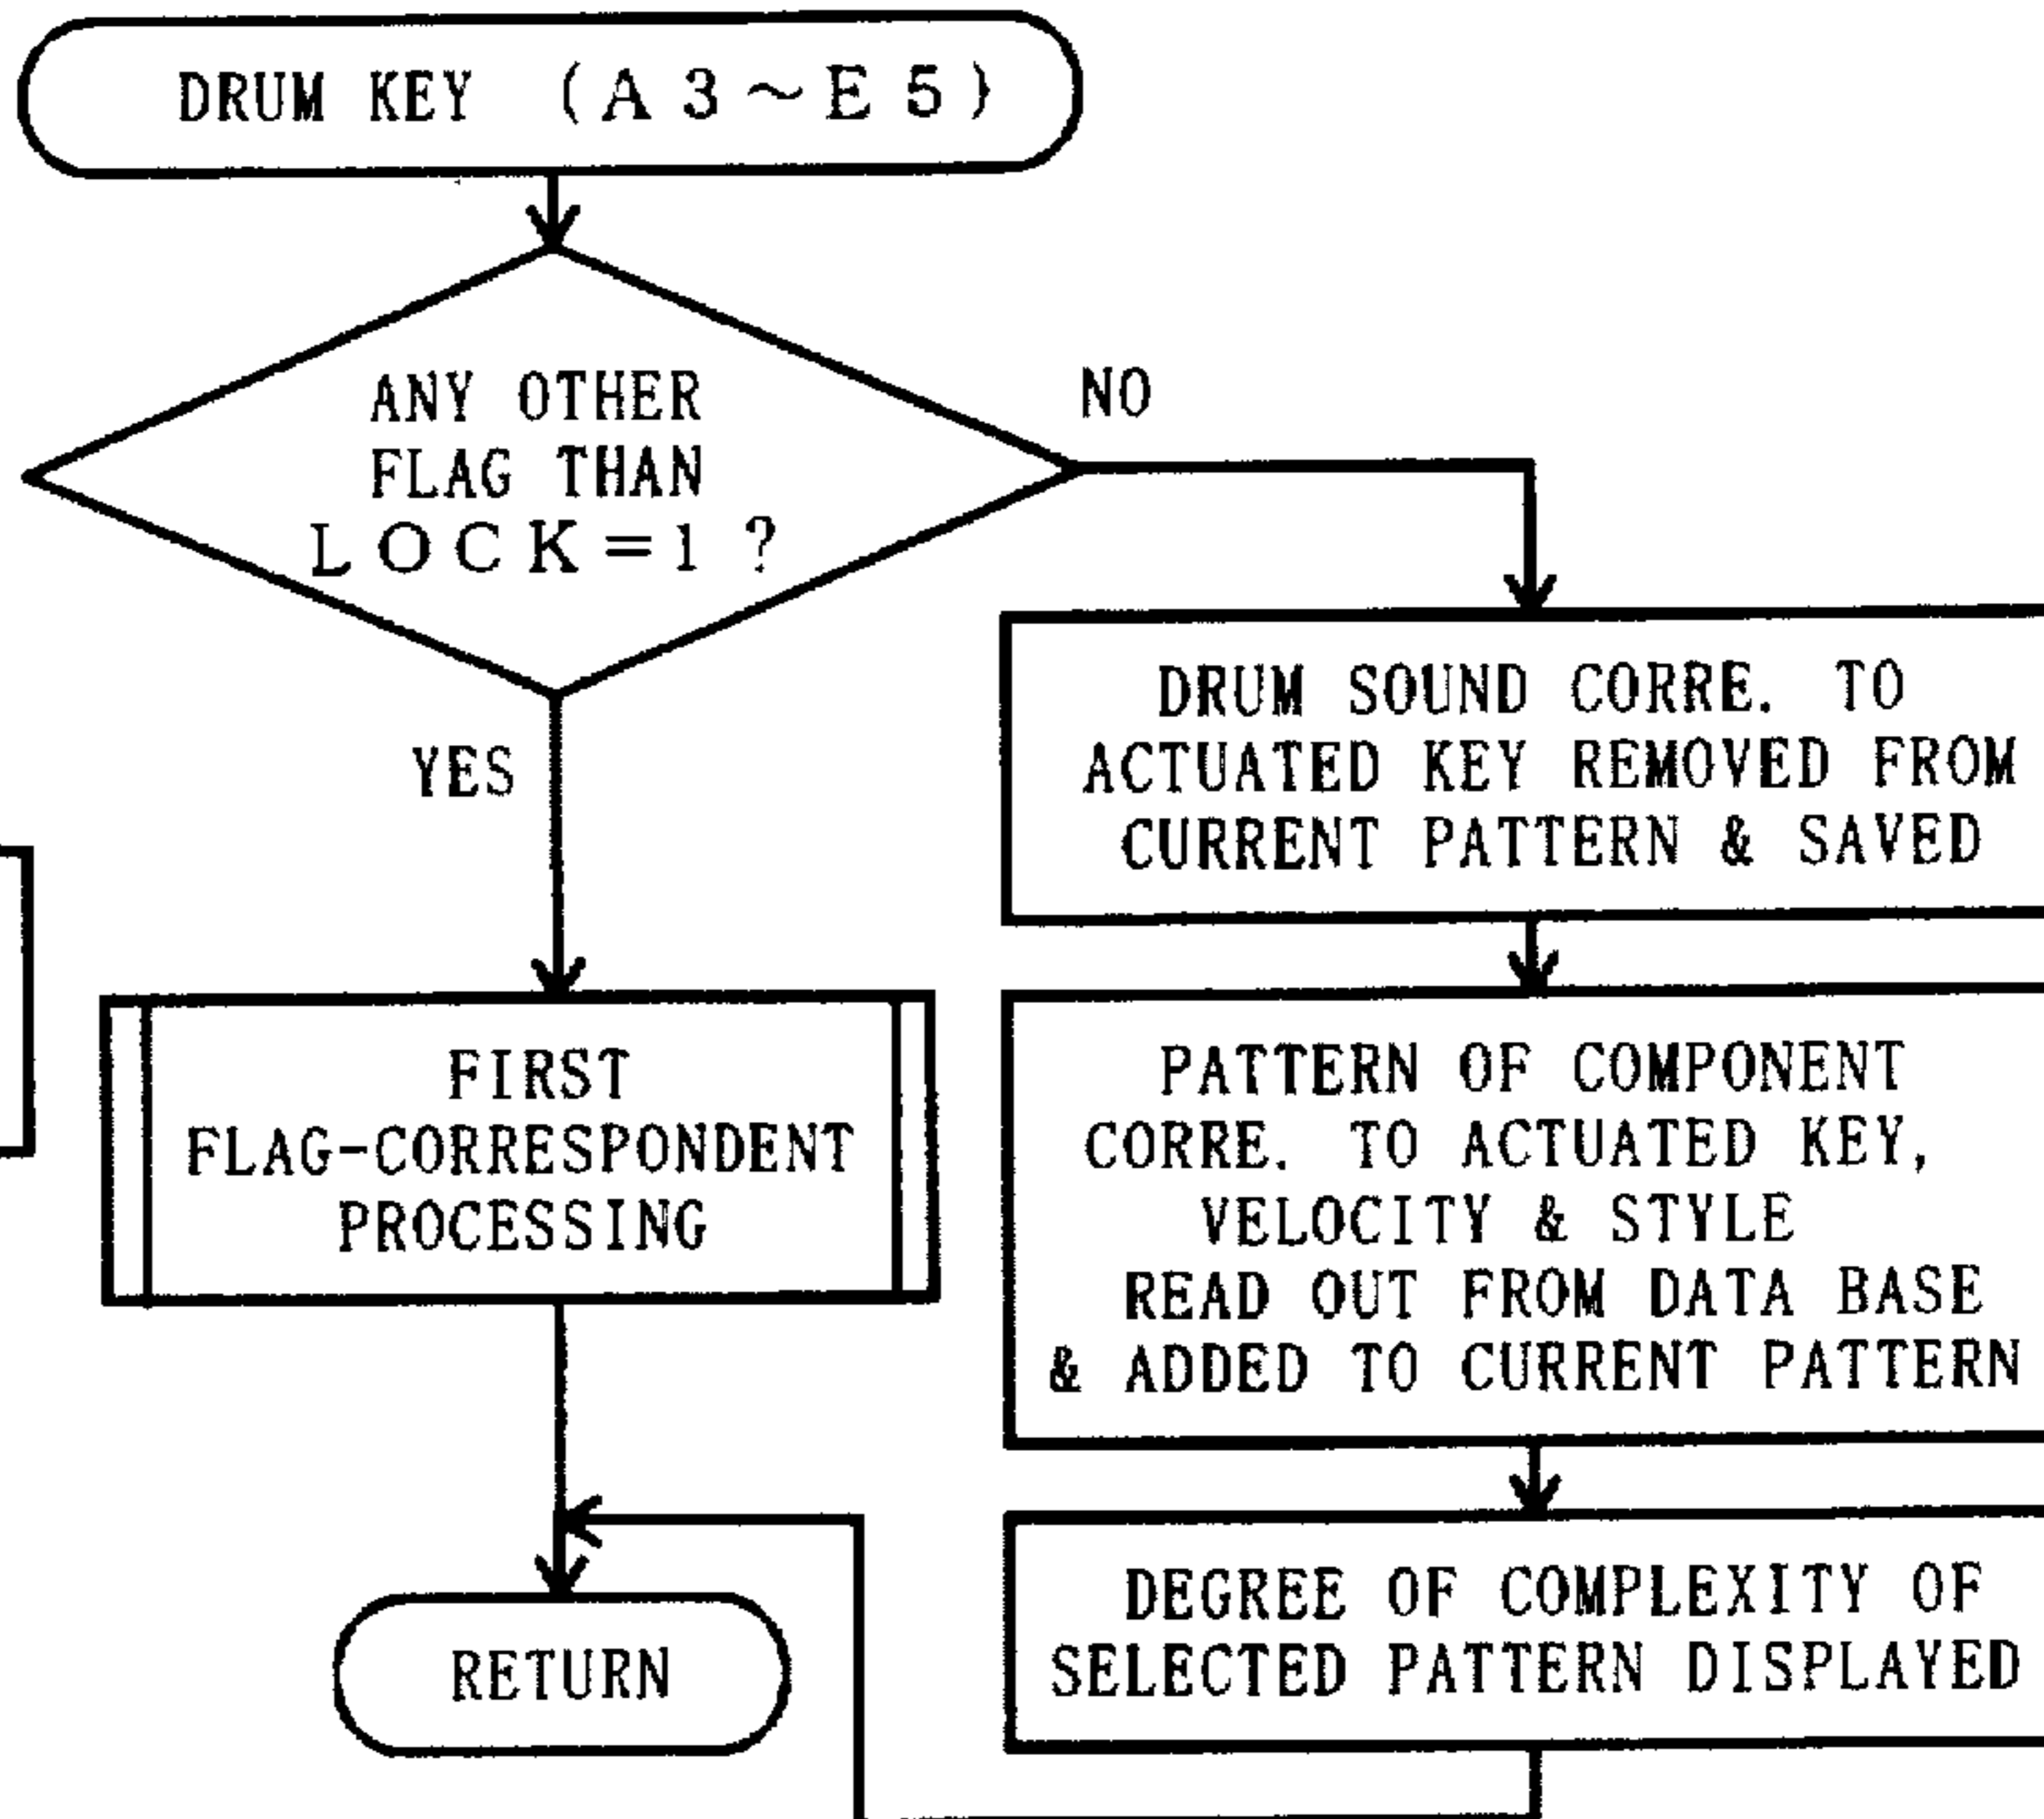 DRUM KEY (A3~E5)
ANY OTHER
FLAG THAN
LOCK=1?
NO
YES
DRUM SOUND CORRE. TO
ACTUATED KEY REMOVED FROM
CURRENT PATTERN & SAVED
FIRST
FLAG-CORRESPONDENT
PROCESSING
PATTERN OF COMPONENT
CORRE. TO ACTUATED KEY,
VELOCITY & STYLE
READ OUT FROM DATA BASE
& ADDED TO CURRENT PATTERN
DEGREE OF COMPLEXITY OF
SELECTED PATTERN DISPLAYED
RETURN